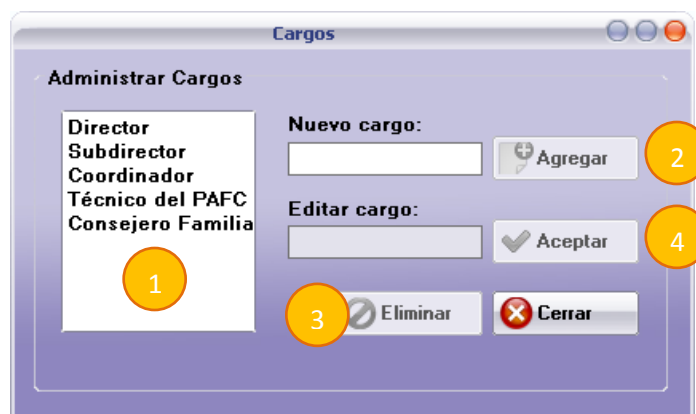 Cargos
Administrar Cargos
Director
Subdirector
Coordinador
Técnico del PAFC
Consejero Familia
1
Nuevo cargo:
Agregar
2
Editar cargo:
Aceptar
4
3
Eliminar
Cerrar